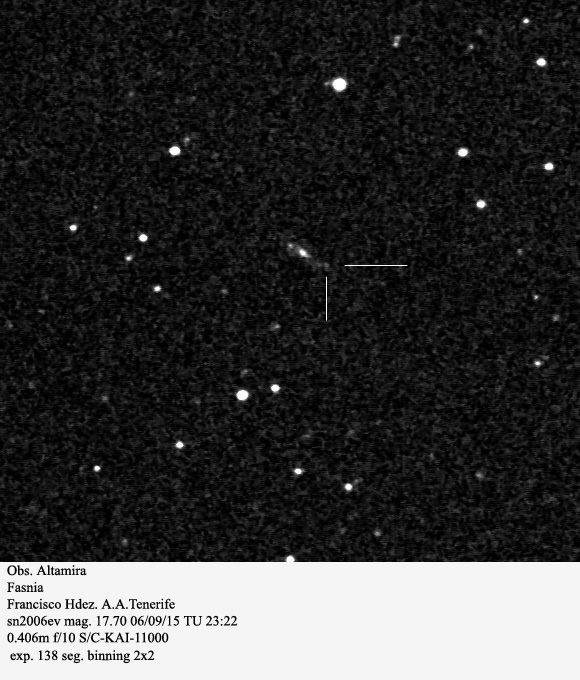 Obs. Altamira
Fasnia
Francisco Hdez. A.A.Tenerife
sn2006ev mag. 17.70 06/09/15 TU 23:22
0.406m f/10 S/C-KAI-11000
exp. 138 seg. binning 2x2